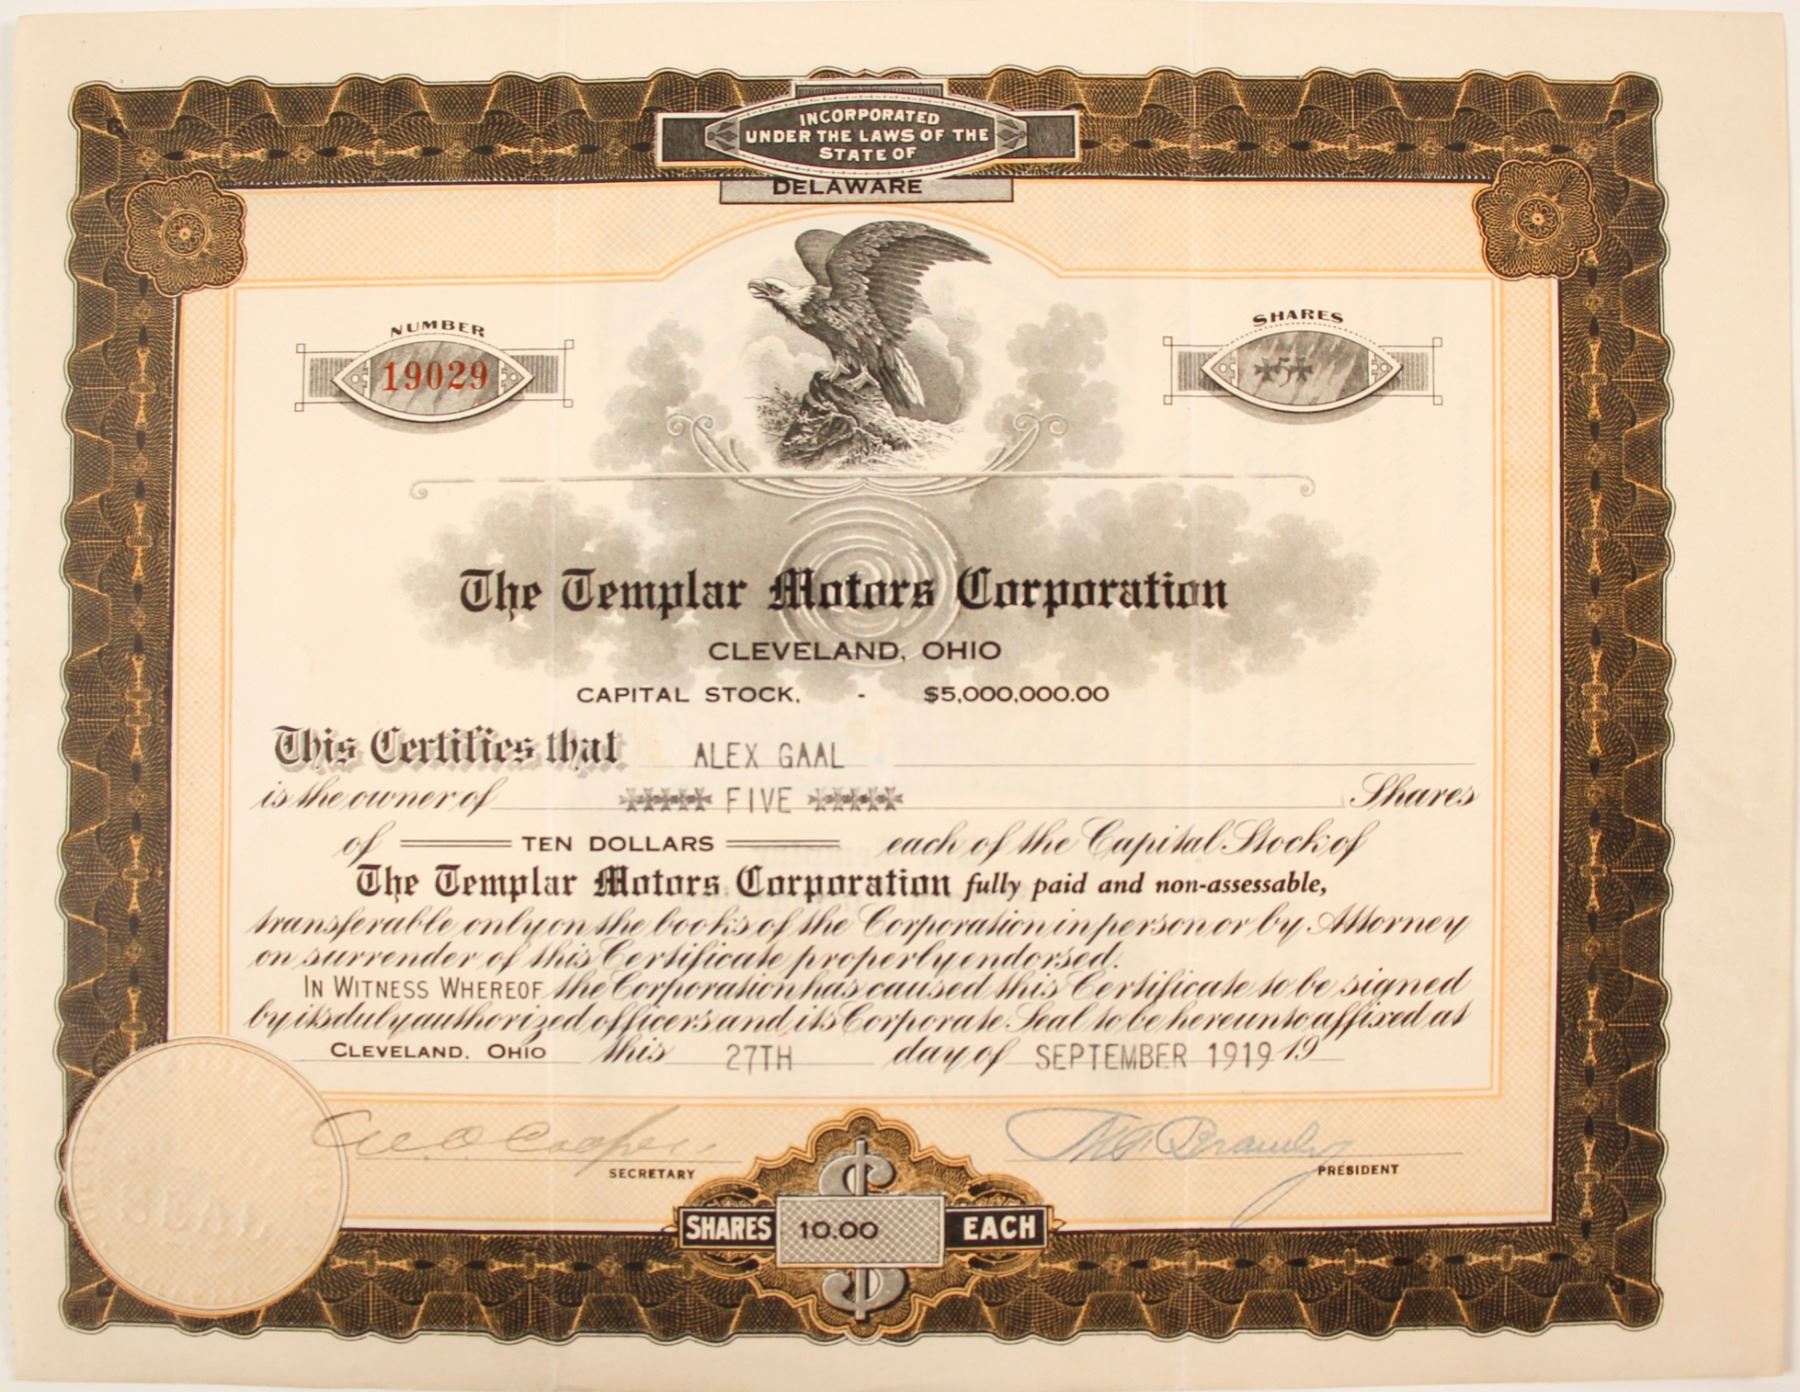 INCORPORATED
UNDER THE LAWS OF THE
STATE OF
DELAWARE
NUMBER
19029
SHARES
5
The Templar Motors Corporation
CLEVELAND, OHIO
CAPITAL STOCK, - $5,000,000.00
This Certifies that ALEX GAAL
is the owner of FIVE Shares
of TEN DOLLARS each of the Capital Stock of
The Templar Motors Corporation fully paid and non-assessable,
transferable only on the books of the Corporation in person or by Attorney
on surrender of this Certificate properly endorsed.
IN WITNESS WHEREOF, the Corporation has caused this Certificate to be signed
by its duly authorized officers and its Corporate Seal to be hereunto affixed at
CLEVELAND, OHIO this 27TH day of SEPTEMBER 1919 19
Cooper
SECRETARY
Bramley
PRESIDENT
SHARES 10.00 EACH